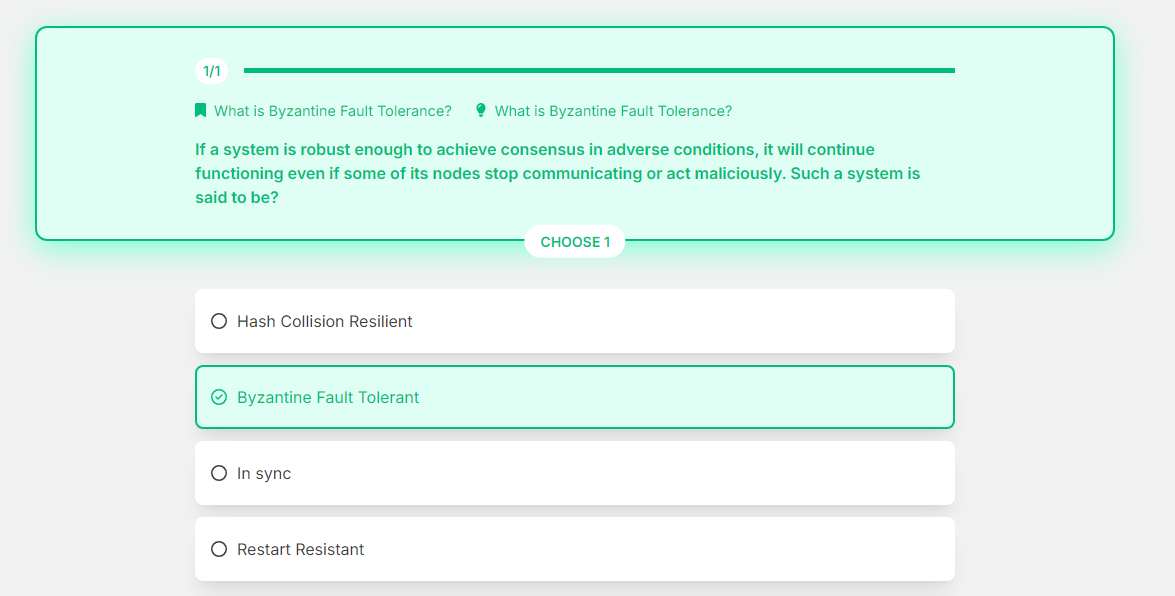 1/1
What is Byzantine Fault Tolerance? What is Byzantine Fault Tolerance?
If a system is robust enough to achieve consensus in adverse conditions, it will continue
functioning even if some of its nodes stop communicating or act maliciously. Such a system is
said to be?
CHOOSE 1
Hash Collision Resilient
Byzantine Fault Tolerant
In sync
Restart Resistant